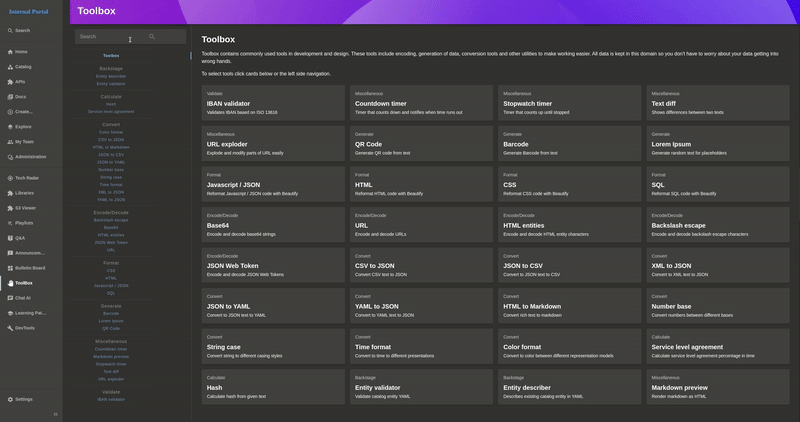 Internal Portal
Search
Home
Catalog
APIs
Docs
Create...
Explore
My Team
Administration
Tech Radar
Libraries
S3 Viewer
Playlists
Q&A
Announcem...
Bulletin Board
ToolBox
Chat AI
Learning Pat...
DevTools
Settings
Toolbox
Search
Toolbox
Backstage
Entity describer
Entity validator
Calculate
Hash
Service level agreement
Convert
Color format
CSV to JSON
HTML to Markdown
JSON to CSV
JSON to YAML
Number base
String case
Time format
XML to JSON
YAML to JSON
Encode/Decode
Backslash escape
Base64
HTML entities
JSON Web Token
URL
Format
CSS
HTML
Javascript / JSON
SQL
Generate
Barcode
Lorem Ipsum
QR Code
Miscellaneous
Countdown timer
Markdown preview
Stopwatch timer
Text diff
URL exploder
Validate
IBAN validator
Toolbox
Toolbox contains commonly used tools in development and design. These tools include encoding, generation of data, conversion tools and other utilities to make working easier. All data is kept in this domain so you don't have to worry about your data getting into
wrong hands.
To select tools click cards below or the left side navigation.
Validate
IBAN validator
Validates IBAN based on ISO 13616
Miscellaneous
Countdown timer
Timer that counts down and notifies when time runs out
Miscellaneous
Stopwatch timer
Timer that counts up until stopped
Miscellaneous
Text diff
Shows differences between two texts
Miscellaneous
URL exploder
Explode and modify parts of URL easily
Generate
QR Code
Generate QR code from text
Generate
Barcode
Generate Barcode from text
Generate
Lorem Ipsum
Generate random text for placeholders
Format
Javascript / JSON
Reformat Javascript / JSON code with Beautify
Format
HTML
Reformat HTML code with Beautify
Format
CSS
Reformat CSS code with Beautify
Format
SQL
Reformat SQL code with Beautify
Encode/Decode
Base64
Encode and decode base64 strings
Encode/Decode
URL
Encode and decode URLs
Encode/Decode
HTML entities
Encode and decode HTML entity characters
Encode/Decode
Backslash escape
Encode and decode backslash escape characters
Encode/Decode
JSON Web Token
Encode and decode JSON Web Tokens
Convert
CSV to JSON
Convert CSV text to JSON
Convert
JSON to CSV
Convert to JSON text to CSV
Convert
XML to JSON
Convert to XML text to JSON
Convert
JSON to YAML
Convert to JSON text to YAML
Convert
YAML to JSON
Convert to YAML text to JSON
Convert
HTML to Markdown
Convert rich text to markdown
Convert
Number base
Convert numbers between different bases
Convert
String case
Convert string to different casing styles
Convert
Time format
Convert to time to different presentations
Convert
Color format
Convert to color between different representation models
Calculate
Service level agreement
Calculate service level agreement percentage in time
Calculate
Hash
Calculate hash from given text
Backstage
Entity validator
Validate catalog entity YAML
Backstage
Entity describer
Describes existing catalog entity in YAML
Miscellaneous
Markdown preview
Render markdown as HTML